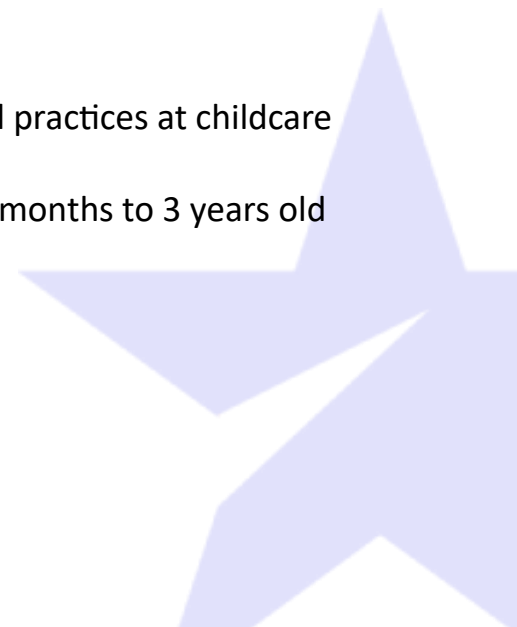 practices at childcare
months to 3 years old